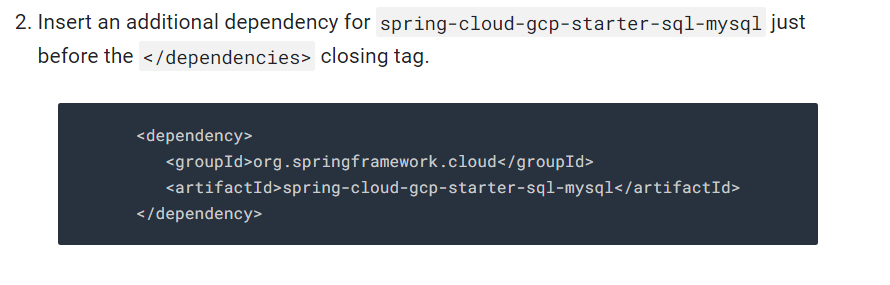 2. Insert an additional dependency for spring-cloud-gcp-starter-sql-mysql just
before the </dependencies> closing tag.
<dependency>
<groupId>org.springframework.cloud</groupId>
<artifactId>spring-cloud-gcp-starter-sql-mysql</artifactId>
</dependency>